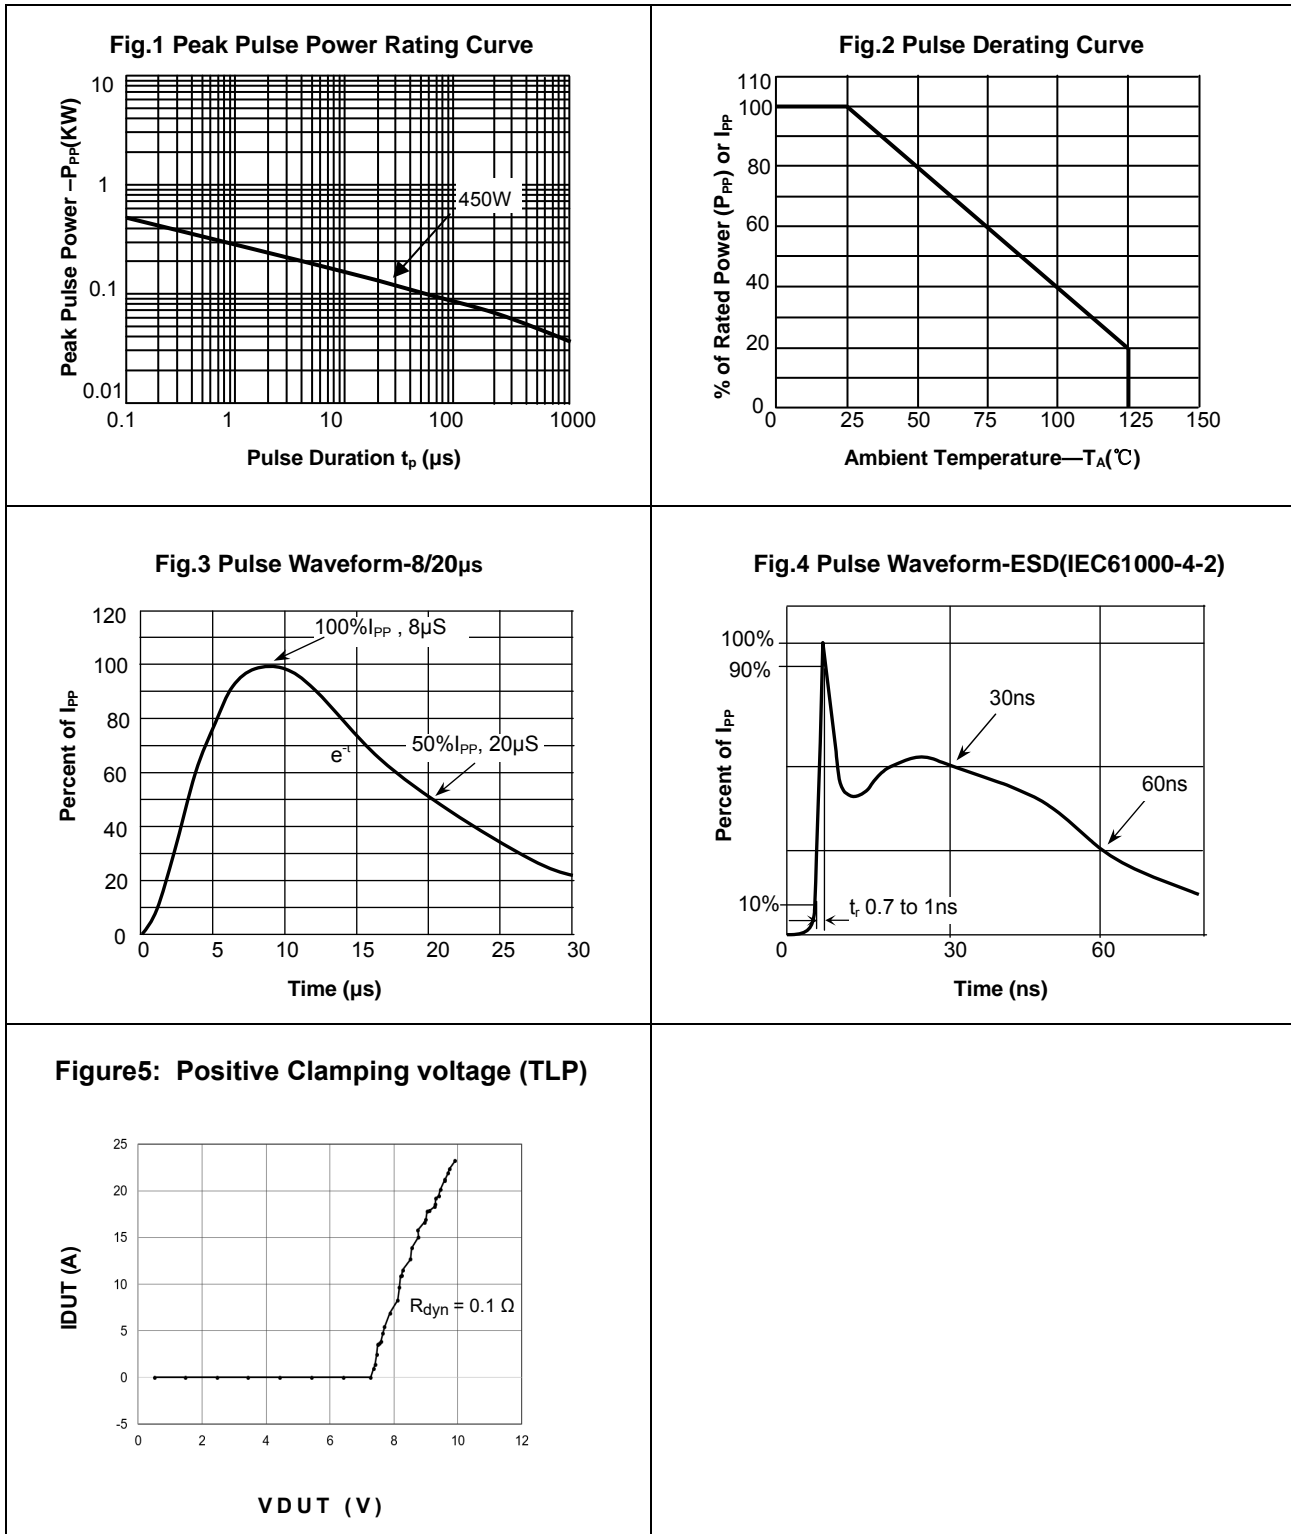 Fig.1 Peak Pulse Power Rating Curve
Peak Pulse Power –PPP(KW)
10
1
0.1
0.01
450W
0.1 1 10 100 1000
Pulse Duration tp (µs)
Fig.2 Pulse Derating Curve
% of Rated Power (PPP) or IPP
110
100
80
60
40
20
0
0 25 50 75 100 125 150
Ambient Temperature—TA(℃)
Fig.3 Pulse Waveform-8/20µs
Percent of IPP
120
100
80
60
40
20
0
100%IPP , 8µS
e-t
50%IPP, 20µS
0 5 10 15 20 25 30
Time (µs)
Fig.4 Pulse Waveform-ESD(IEC61000-4-2)
Percent of IPP
100%
90%
10%
30ns
60ns
tr 0.7 to 1ns
0 30 60
Time (ns)
Figure5: Positive Clamping voltage (TLP)
IDUT (A)
25
20
15
10
5
0
-5
Rdyn = 0.1 Ω
0 2 4 6 8 10 12
VDUT (V)